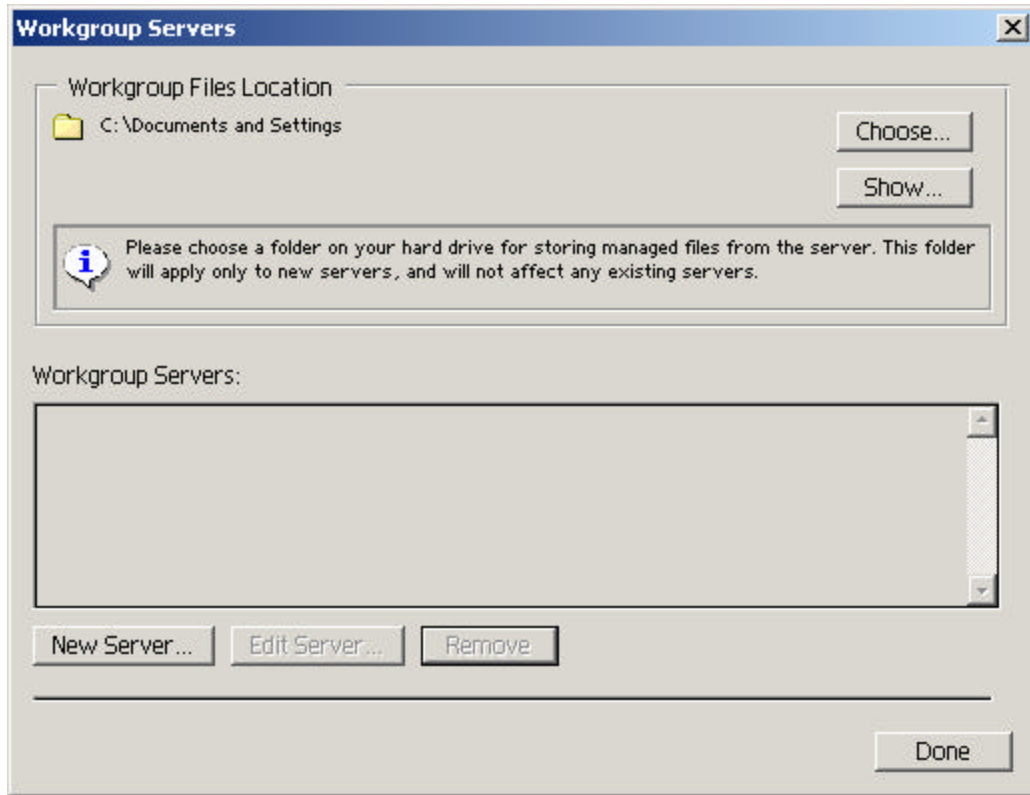 Workgroup Servers
Workgroup Files Location
C:\Documents and Settings
Choose...
Show...
Please choose a folder on your hard drive for storing managed files from the server. This folder
will apply only to new servers, and will not affect any existing servers.
Workgroup Servers:
New Server... Edit Server... Remove
Done